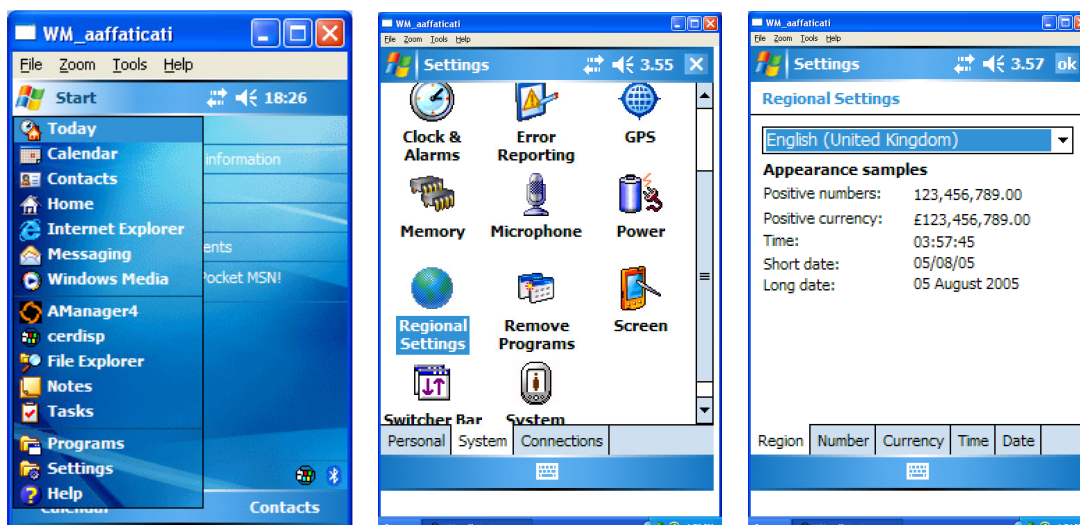 WM_aaffaticati
File Zoom Tools Help
Start 18:26
Today
Calendar
Contacts
Home
Internet Explorer
Messaging
Windows Media
AManager4
cerdisp
File Explorer
Notes
Tasks
Programs
Settings
Help
information
ents
Pocket MSN!
Calendar Contacts
WM_aaffaticati
File Zoom Tools Help
Settings 3.55
Clock & Alarms
Error Reporting
GPS
Memory
Microphone
Power
Regional Settings
Remove Programs
Screen
Switcher Bar
System
Personal System Connections
WM_aaffaticati
File Zoom Tools Help
Settings 3.57 ok
Regional Settings
English (United Kingdom)
Appearance samples
Positive numbers: 123,456,789.00
Positive currency: £123,456,789.00
Time: 03:57:45
Short date: 05/08/05
Long date: 05 August 2005
Region Number Currency Time Date